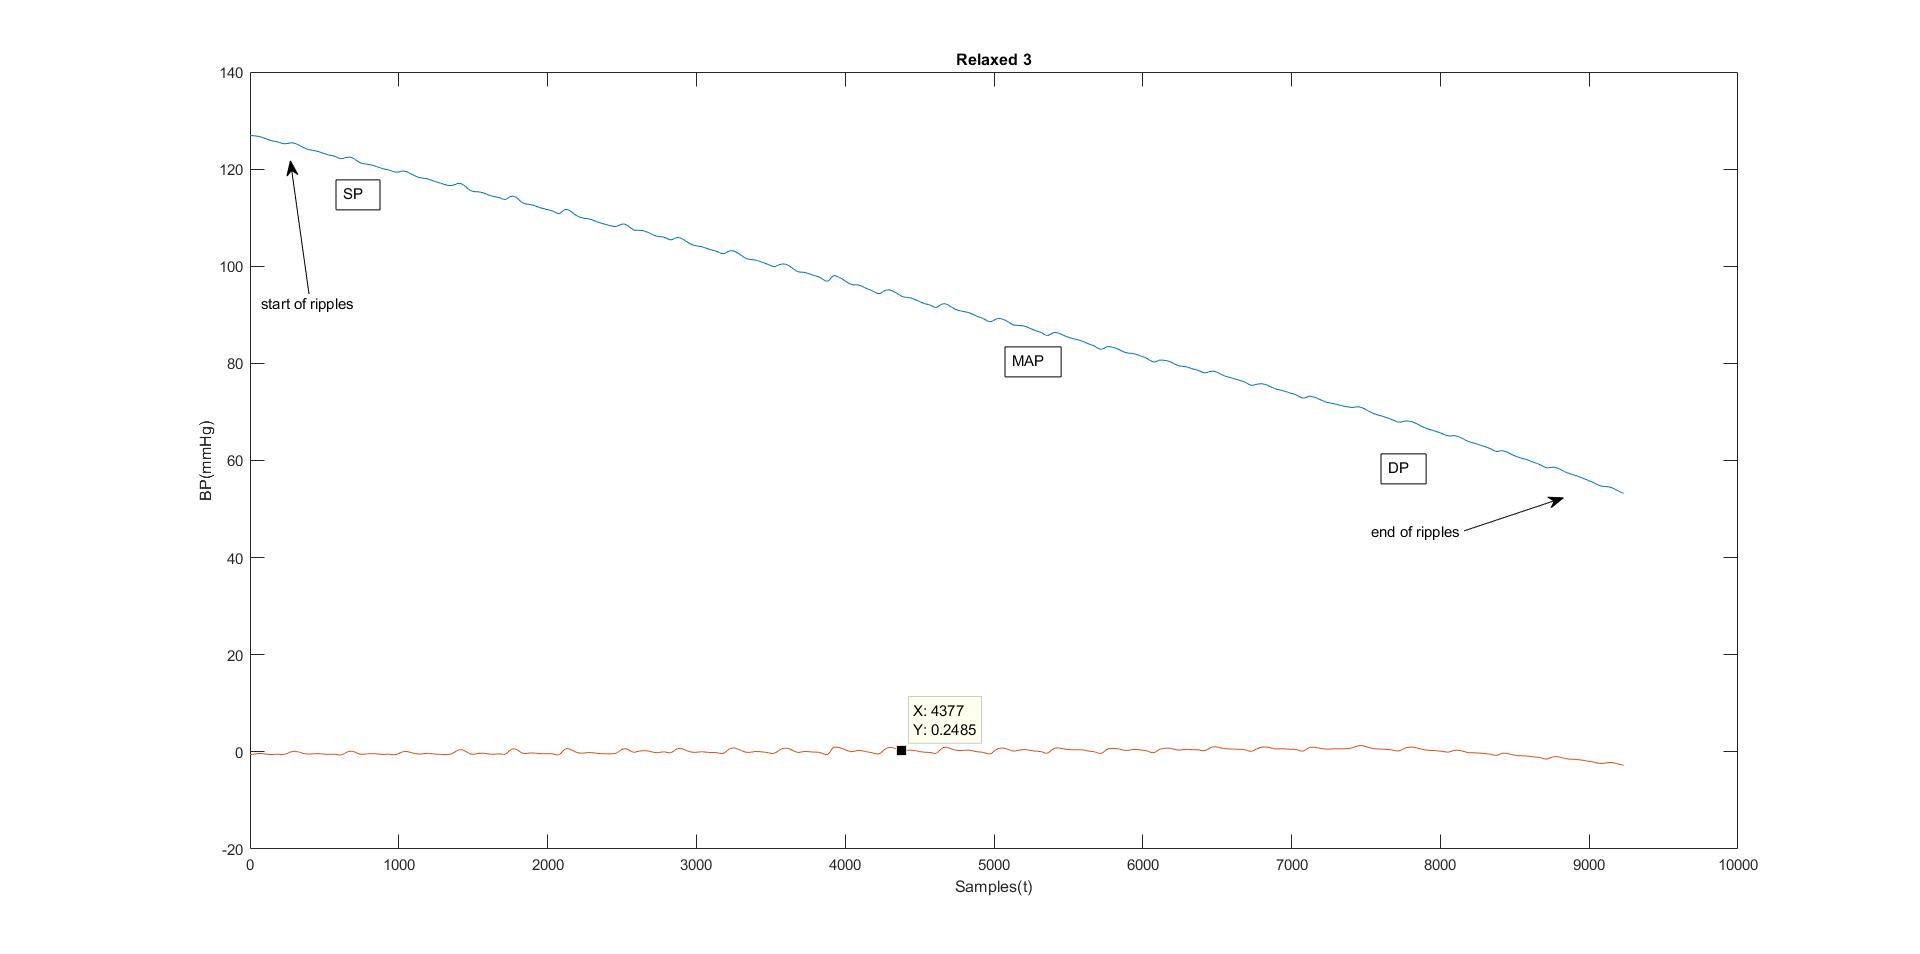 Relaxed 3
140
120
100
80
60
40
20
0
-20
BP(mmHg)
SP
start of ripples
MAP
DP
end of ripples
X: 4377
Y: 0.2485
0
1000
2000
3000
4000
5000
6000
7000
8000
9000
10000
Samples(t)